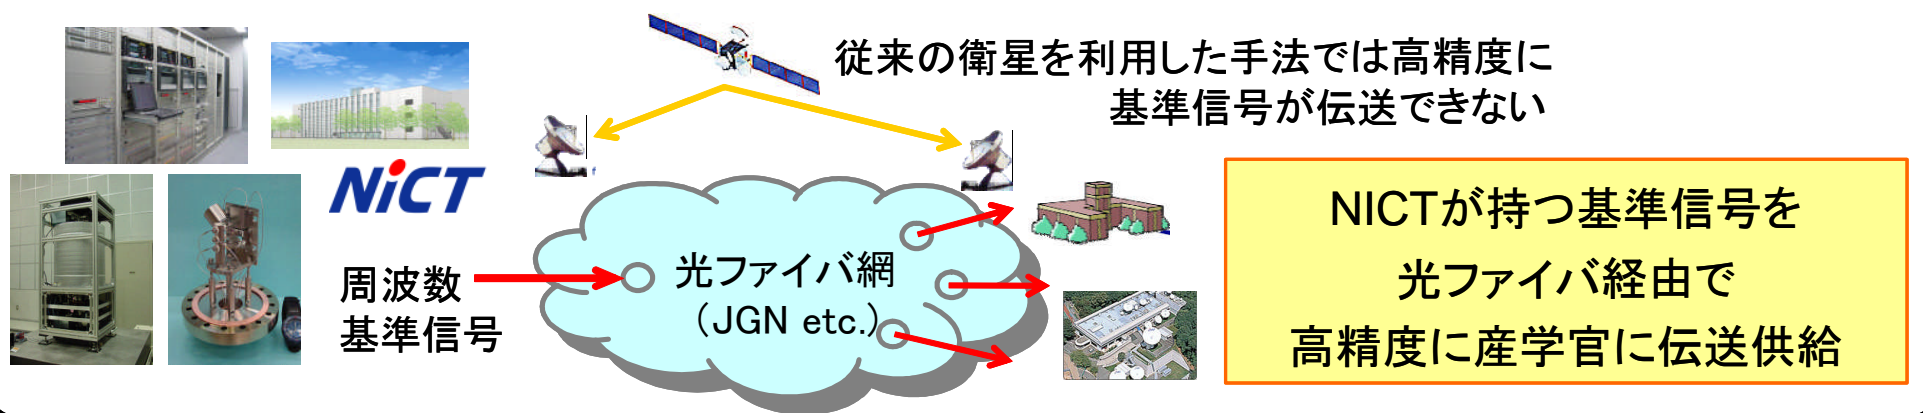 従来の衛星を利用した手法では高精度に
基準信号が伝送できない
NiCT
周波数
基準信号
光ファイバ網
（JGN etc.）
NICTが持つ基準信号を
光ファイバ経由で
高精度に産学官に伝送供給